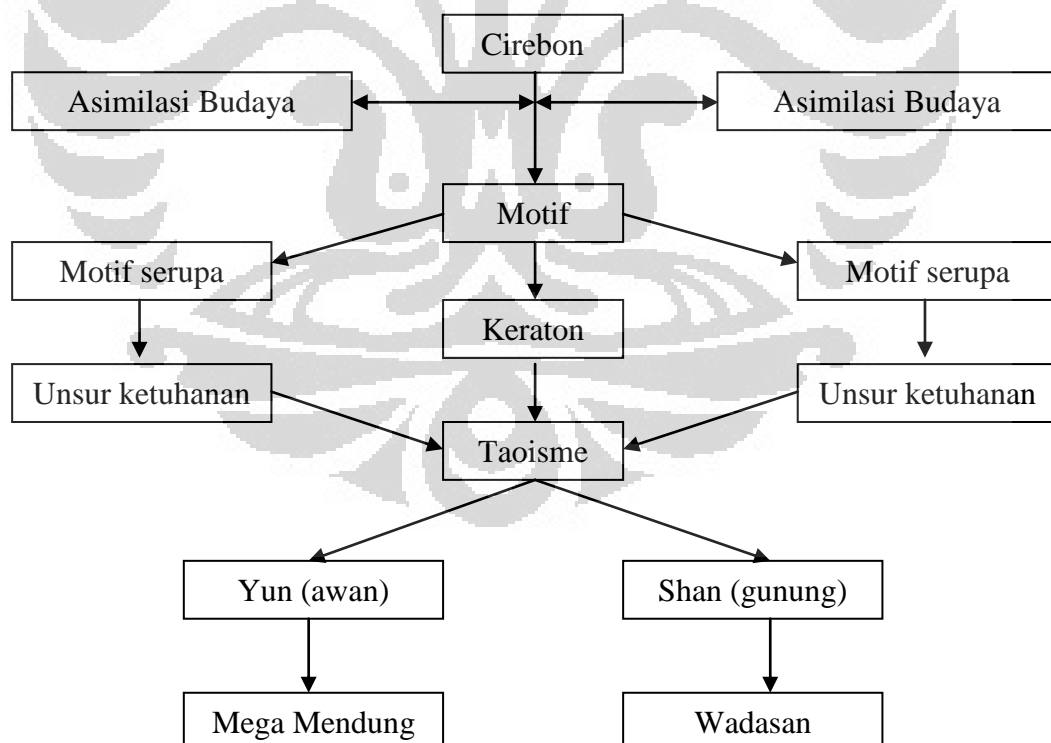 Cirebon
Asimilasi Budaya
Asimilasi Budaya
Motif
Motif serupa
Motif serupa
Keraton
Unsur ketuhanan
Unsur ketuhanan
Taoisme
Yun (awan)
Shan (gunung)
Mega Mendung
Wadasan